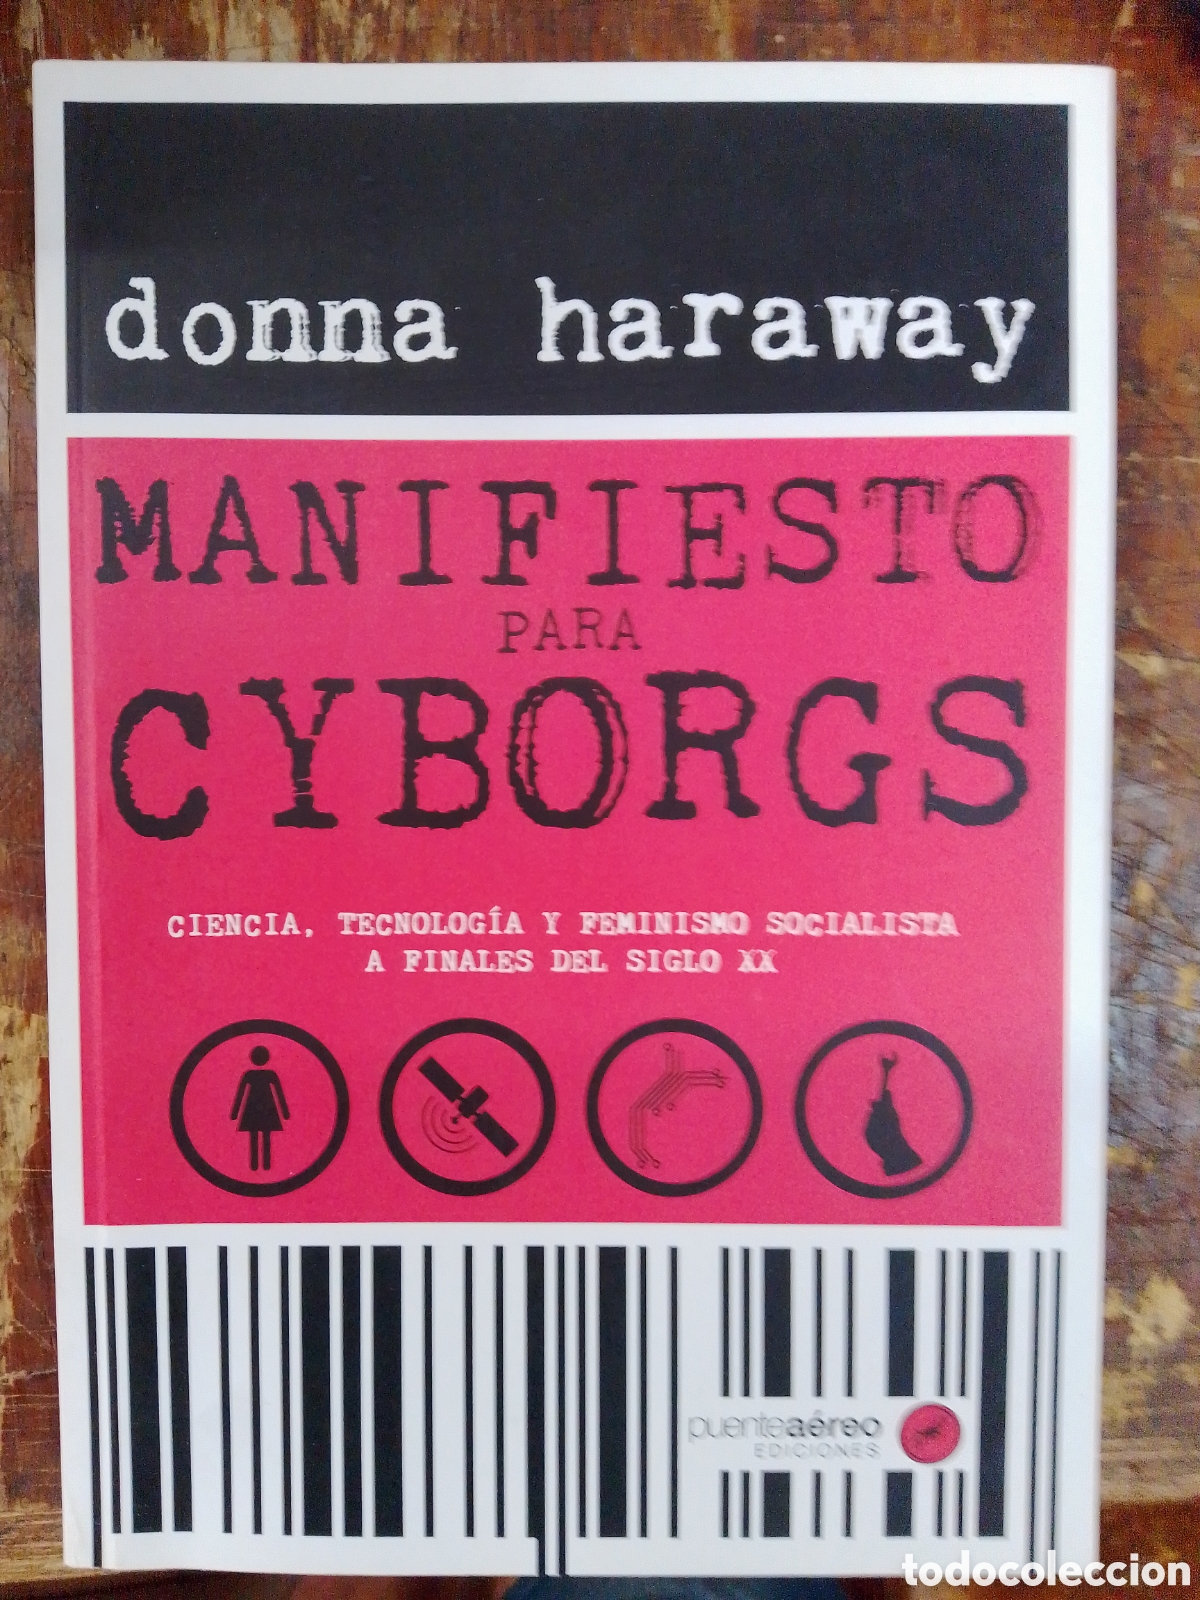 donna haraway
MANIFIESTO
PARA
CYBORGS
CIENCIA, TECNOLOGÍA Y FEMINISMO SOCIALISTA
A FINALES DEL SIGLO XX
puenteaéreo
EDICIONES
todocoleccion